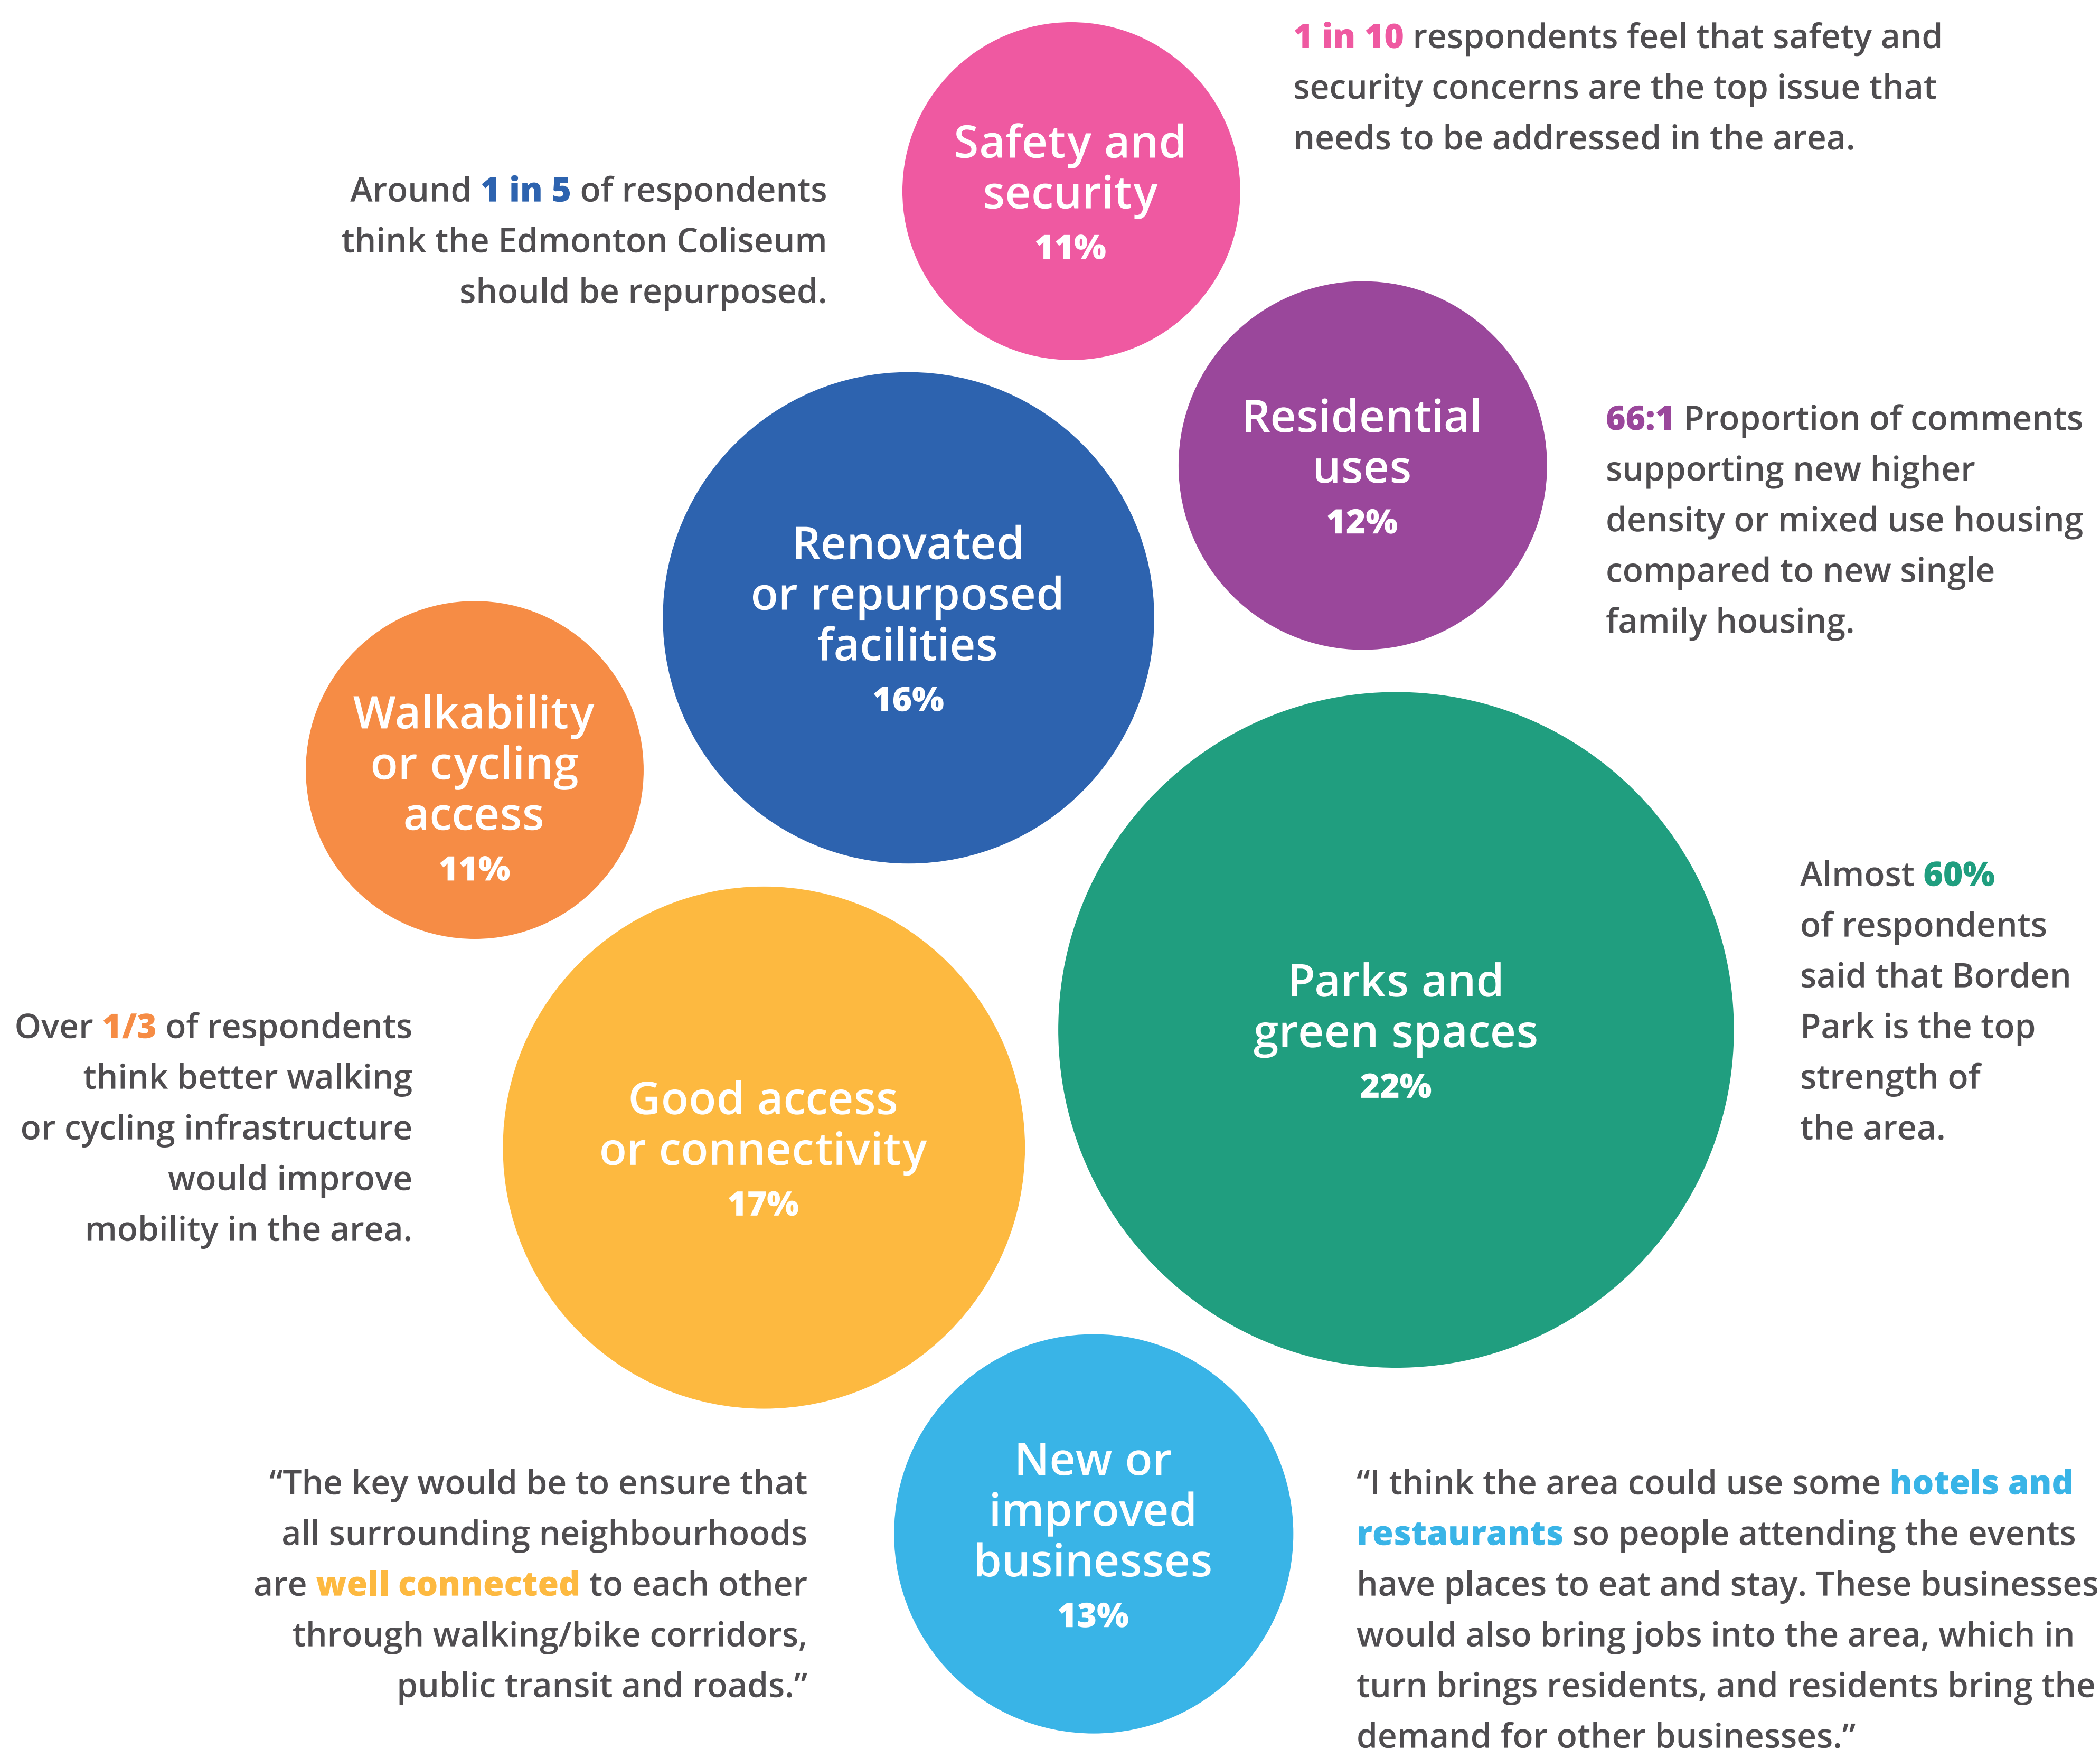 1 in 10 respondents feel that safety and
security concerns are the top issue that
needs to be addressed in the area.
Safety and
security
11%
Around 1 in 5 of respondents
think the Edmonton Coliseum
should be repurposed.
Residential
uses
12%
66:1 Proportion of comments
supporting new higher
density or mixed use housing
compared to new single
family housing.
Renovated
or repurposed
facilities
16%
Walkability
or cycling
access
11%
Parks and
green spaces
22%
Almost 60%
of respondents
said that Borden
Park is the top
strength of
the area.
Over 1/3 of respondents
think better walking
or cycling infrastructure
would improve
mobility in the area.
Good access
or connectivity
17%
New or
improved
businesses
13%
“The key would be to ensure that
all surrounding neighbourhoods
are well connected to each other
through walking/bike corridors,
public transit and roads.”
“I think the area could use some hotels and
restaurants so people attending the events
have places to eat and stay. These businesses
would also bring jobs into the area, which in
turn brings residents, and residents bring the
demand for other businesses.”